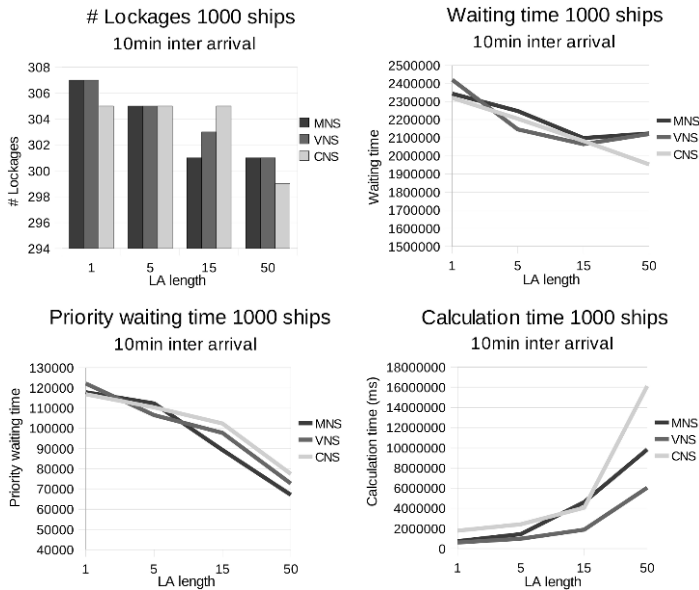 # Lockages 1000 ships
10min inter arrival
308
306
304
302
300
298
296
294
# Lockages
1
5
15
50
LA length
MNS
VNS
CNS
Waiting time 1000 ships
10min inter arrival
2500000
2400000
2300000
2200000
2100000
2000000
1900000
1800000
1700000
1600000
1500000
Waiting time
1
5
15
50
LA length
MNS
VNS
CNS
Priority waiting time 1000 ships
10min inter arrival
130000
120000
110000
100000
90000
80000
70000
60000
50000
40000
Priority waiting time
1
5
15
50
LA length
MNS
VNS
CNS
Calculation time 1000 ships
10min inter arrival
18000000
16000000
14000000
12000000
10000000
8000000
6000000
4000000
2000000
0
Calculation time (ms)
1
5
15
50
LA length
MNS
VNS
CNS